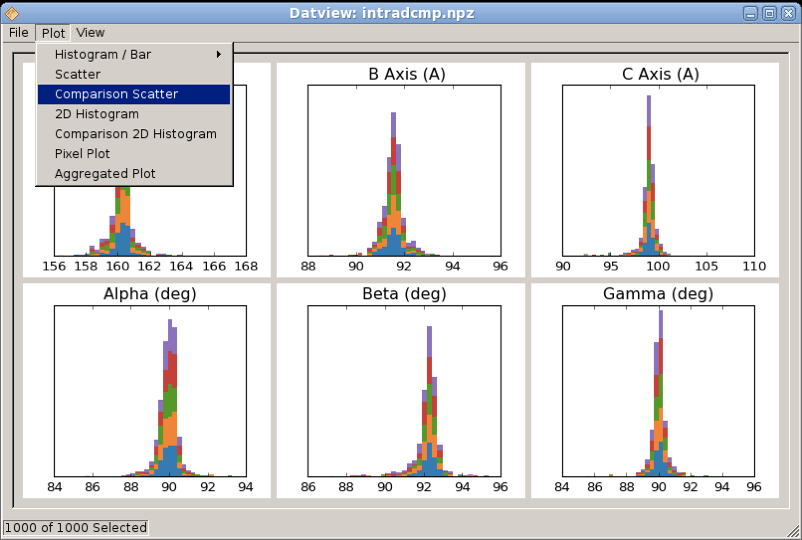 Datview: intradcmp.npz
File Plot View
Histogram / Bar
Scatter
Comparison Scatter
2D Histogram
Comparison 2D Histogram
Pixel Plot
Aggregated Plot
B Axis (A)
C Axis (A)
156 158 160 162 164 166 168
88 90 92 94 96
90 95 100 105 110
Alpha (deg)
Beta (deg)
Gamma (deg)
84 86 88 90 92 94
86 88 90 92 94 96
84 86 88 90 92 94 96
1000 of 1000 Selected